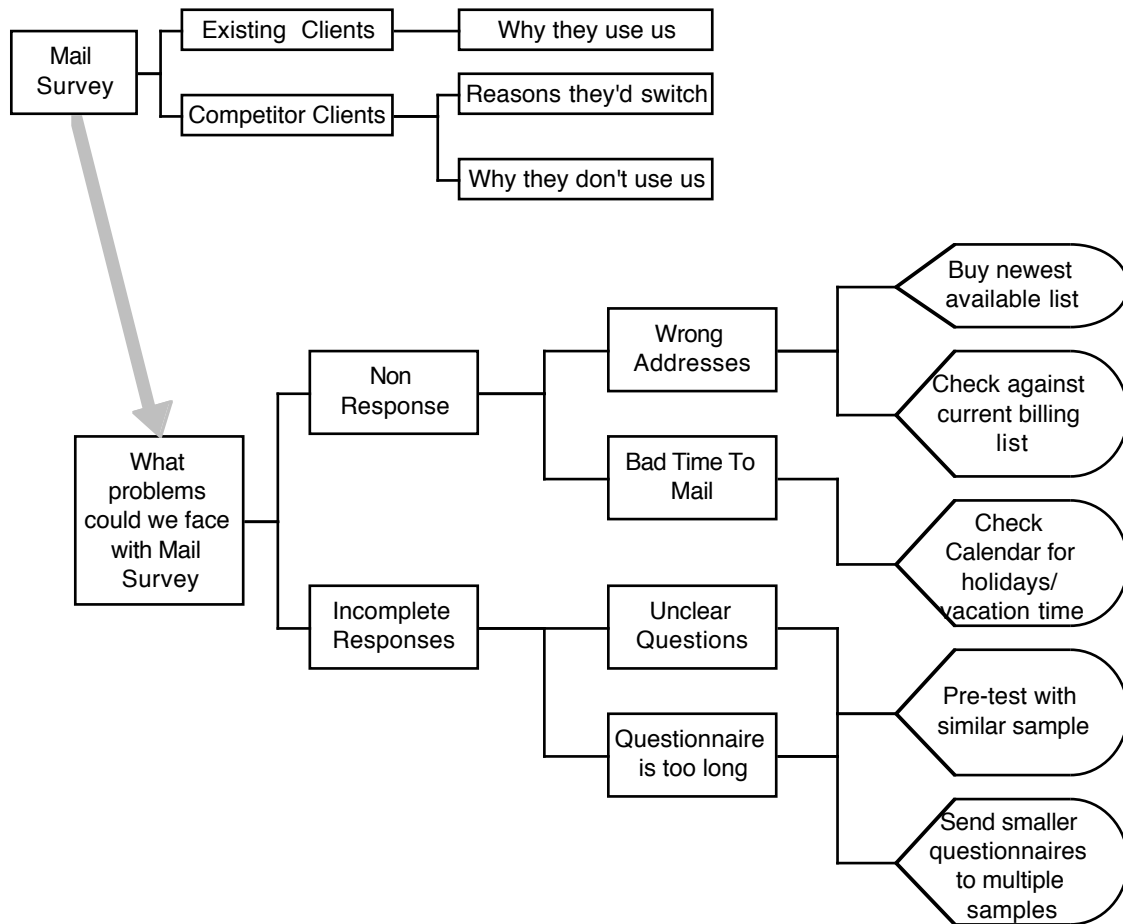 Mail
Survey
Existing Clients
Why they use us
Competitor Clients
Reasons they'd switch
Why they don't use us
What
problems
could we face
with Mail
Survey
Non
Response
Wrong
Addresses
Buy newest
available list
Check against
current billing
list
Bad Time To
Mail
Check
Calendar for
holidays/
vacation time
Incomplete
Responses
Unclear
Questions
Questionnaire
is too long
Pre-test with
similar sample
Send smaller
questionnaires
to multiple
samples